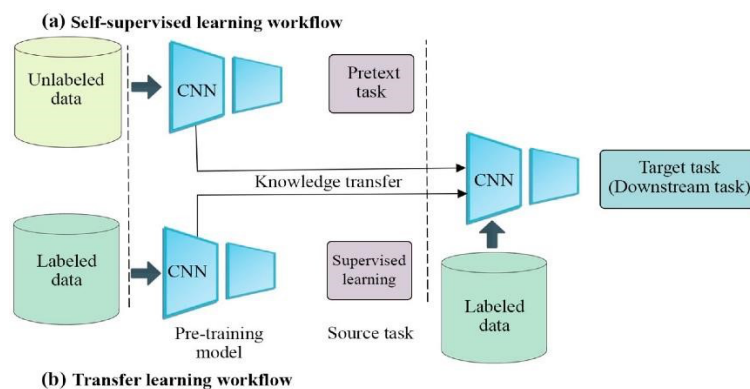 (a) Self-supervised learning workflow
Unlabeled
data
CNN
Pretext
task
Knowledge transfer
CNN
Target task
(Downstream task)
Labeled
data
CNN
Supervised
learning
Labeled
data
Pre-training
model
Source task
(b) Transfer learning workflow